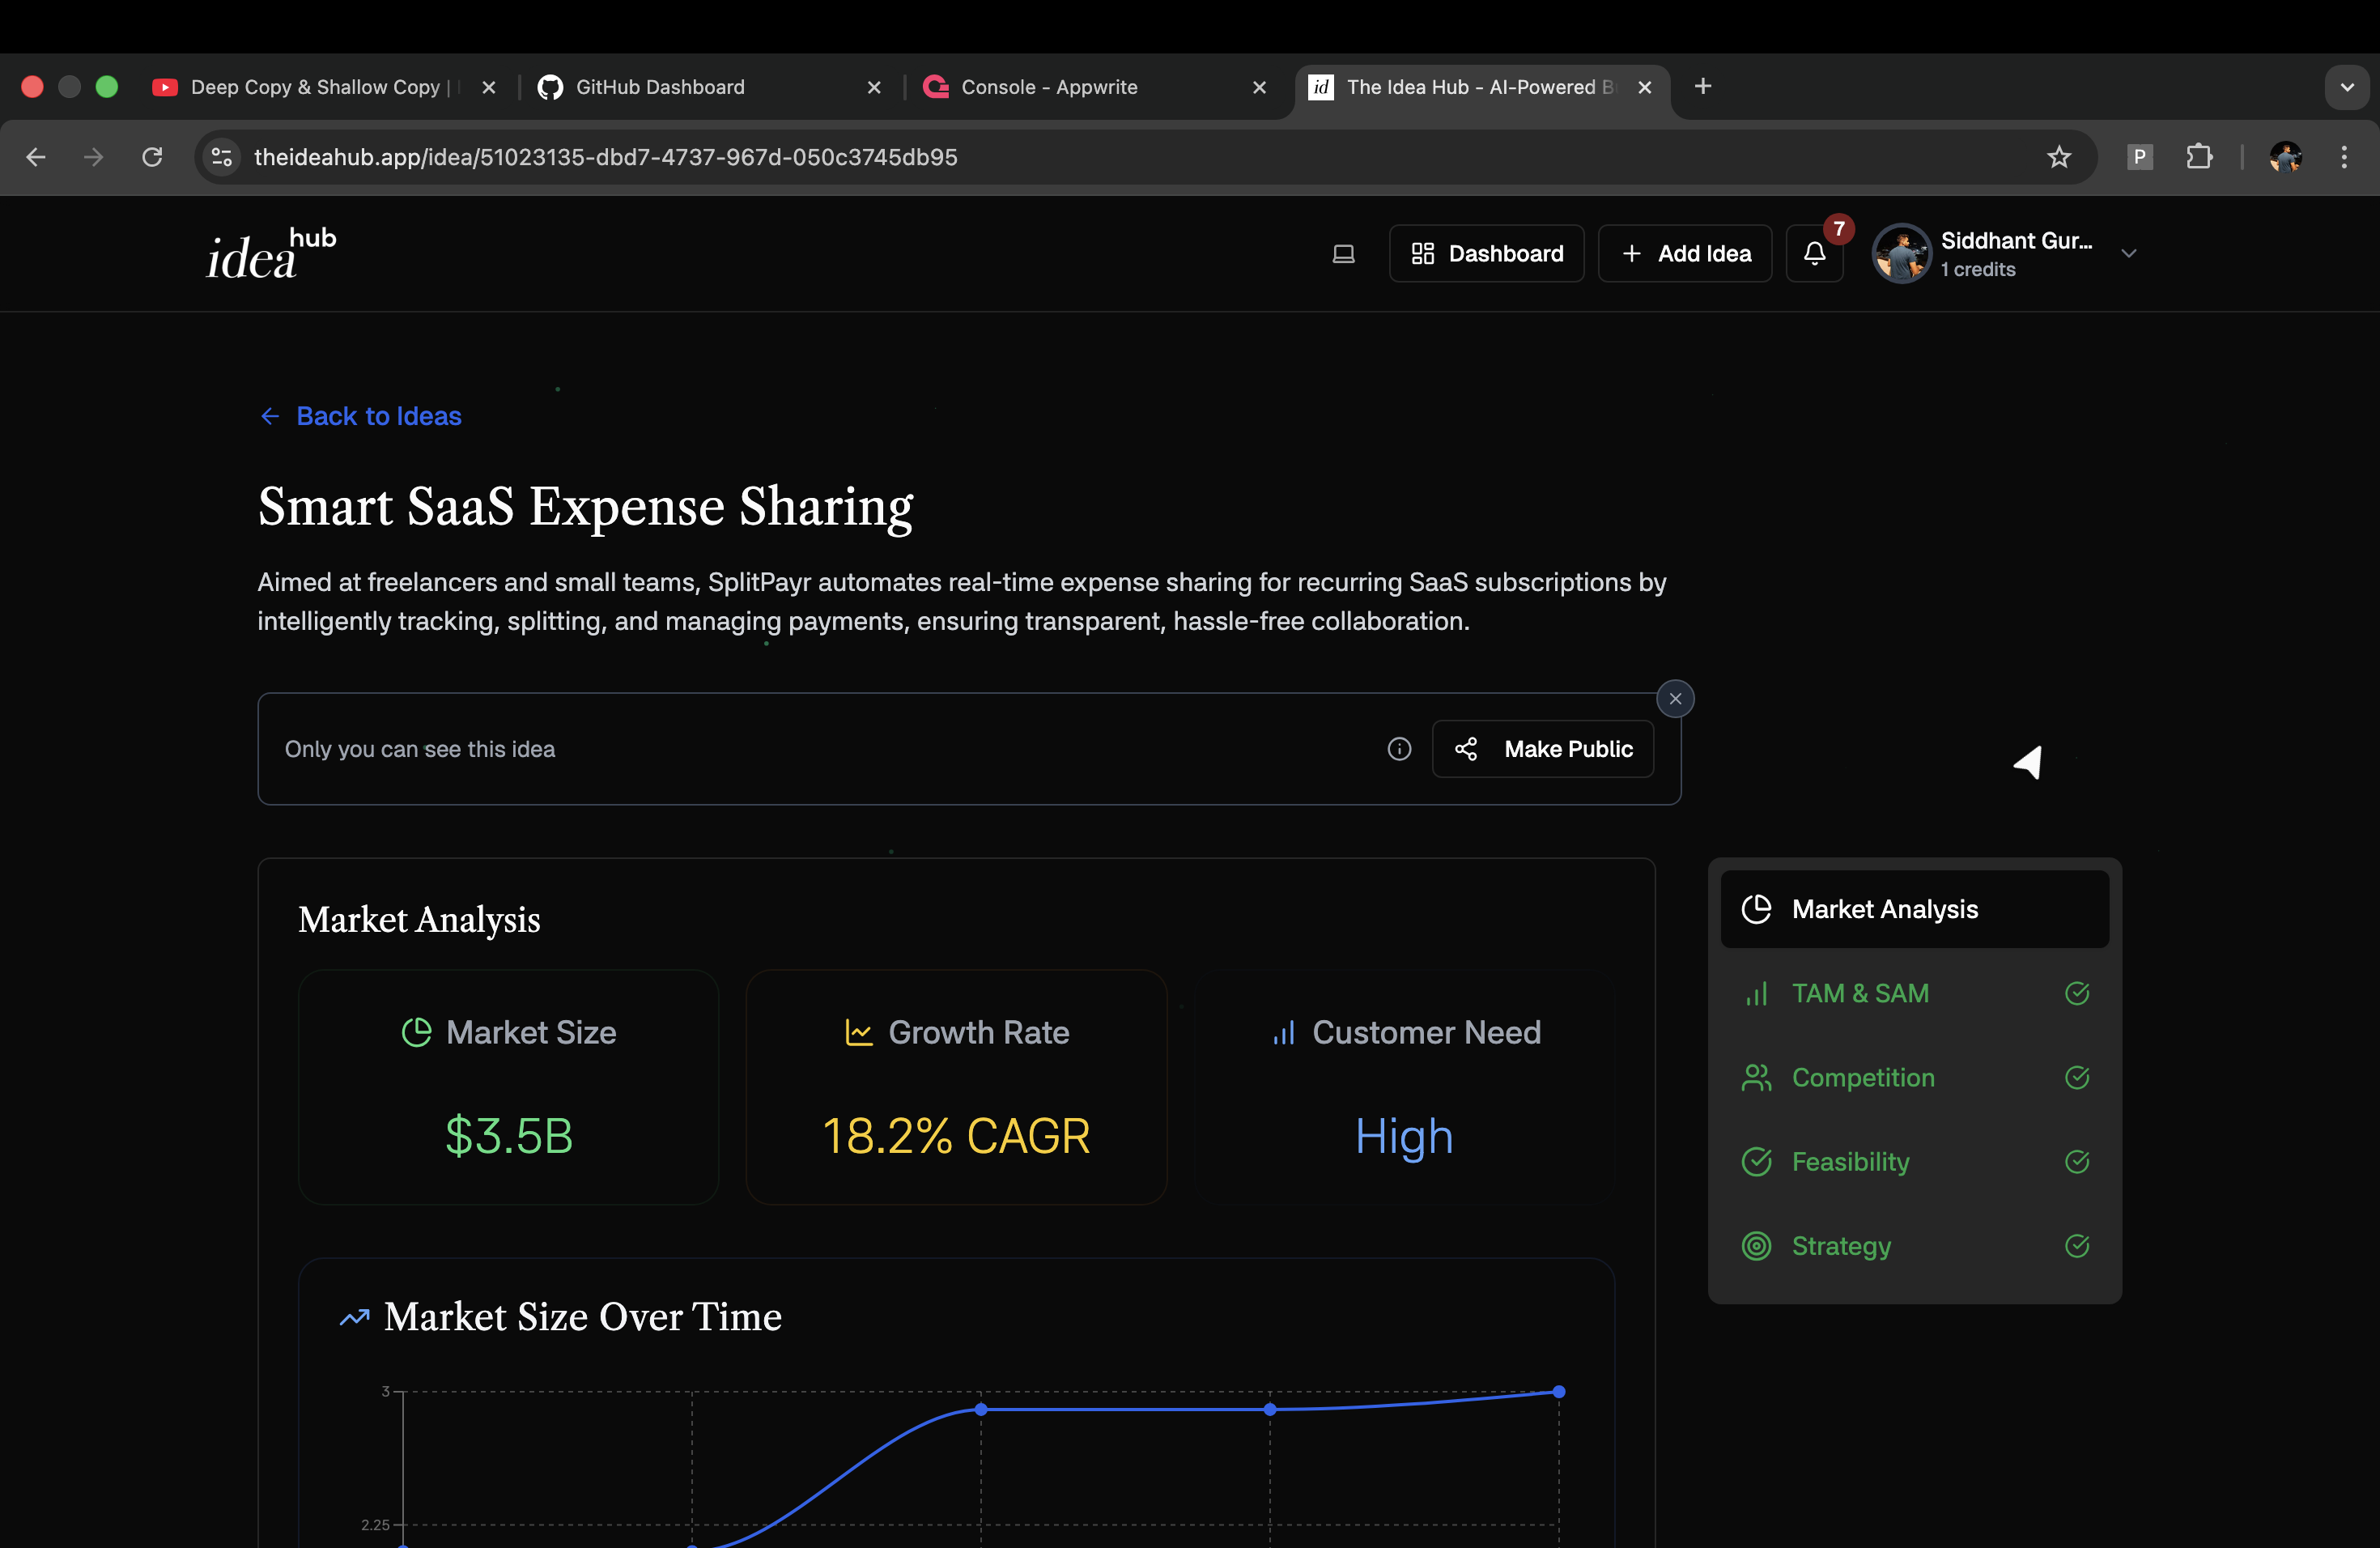 Deep Copy & Shallow Copy |
GitHub Dashboard
Console - Appwrite
id
The Idea Hub - AI-Powered B
theideahub.app/idea/51023135-dbd7-4737-967d-050c3745db95
P
idea hub
Dashboard
Add Idea
7
Siddhant Gur...
1 credits
Back to Ideas
Smart SaaS Expense Sharing
Aimed at freelancers and small teams, SplitPayr automates real-time expense sharing for recurring SaaS subscriptions by
intelligently tracking, splitting, and managing payments, ensuring transparent, hassle-free collaboration.
Only you can see this idea
Make Public
Market Analysis
Market Size
$3.5B
Growth Rate
18.2% CAGR
Customer Need
High
Market Size Over Time
3
2.25
Market Analysis
TAM & SAM
Competition
Feasibility
Strategy